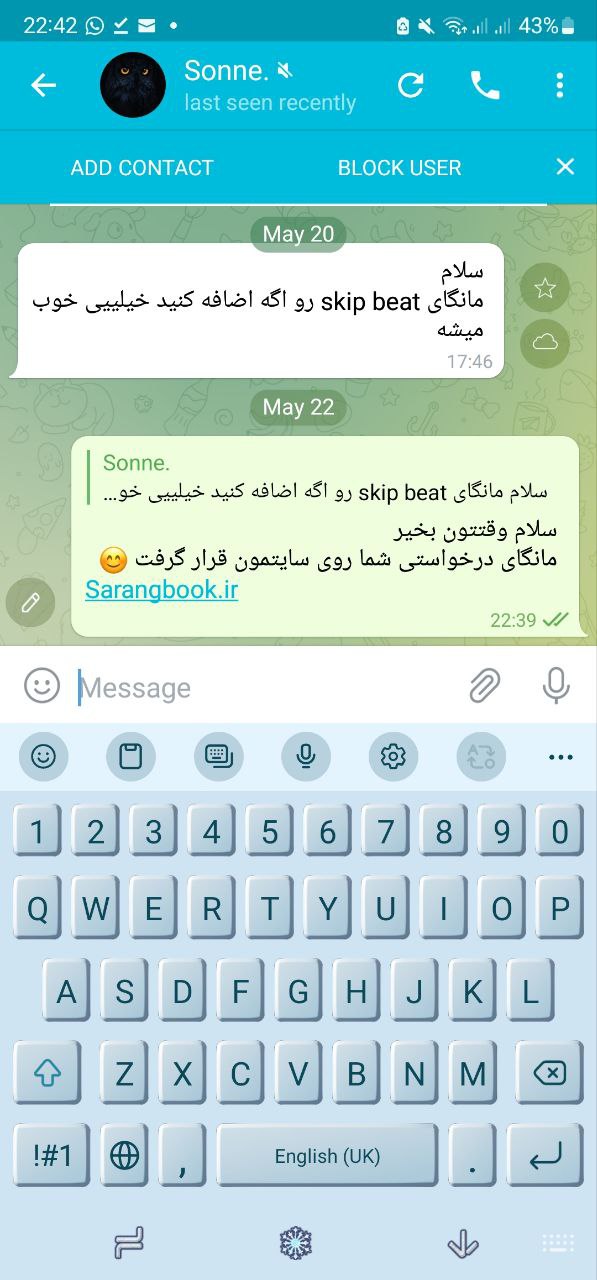 22:42
43%
Sonne.
last seen recently
ADD CONTACT
BLOCK USER
May 20
سلام
مانگای skip beat رو اگه اضافه کنید خیلییی خوب
میشه
17:46
May 22
Sonne.
سلام مانگای skip beat رو اگه اضافه کنید خیلییی خو...
سلام وقتتون بخیر
مانگای درخواستی شما روی سایتمون قرار گرفت 😊
Sarangbook.ir
22:39
Message
1 2 3 4 5 6 7 8 9 0
Q W E R T Y U I O P
A S D F G H J K L
Z X C V B N M
!#1 , English (UK) .